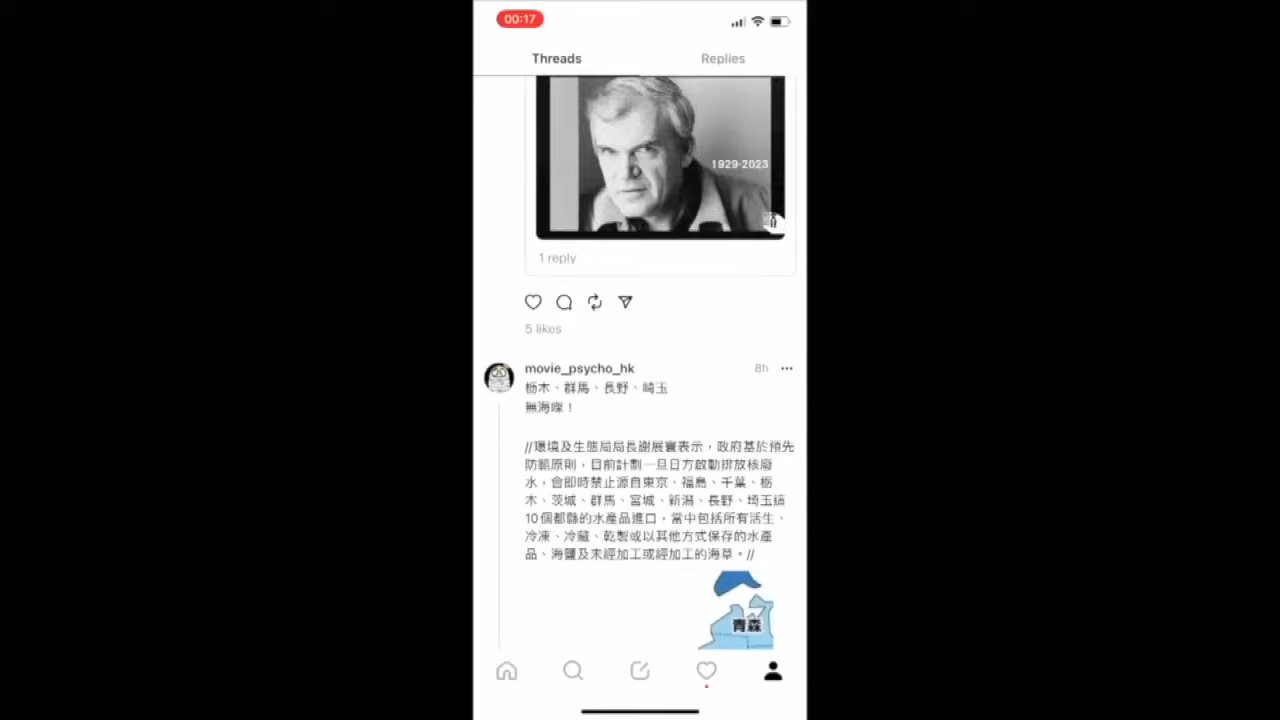 00:17
Threads
Replies
1929-2023
1 reply
5 likes
movie_psycho_hk
8h
栃木、群馬、長野、崎玉
無海㗎！
//環境及生態局局長謝展寰表示，政府基於預先
防範原則，目前計劃一旦日方啟動排放核廢
水，會即時禁止源自東京、福島、千葉、栃
木、茨城、群馬、宮城、新潟、長野、埼玉這
10個都縣的水產品進口，當中包括所有活生、
冷凍、冷藏、乾製或以其他方式保存的水產
品、海鹽及未經加工或經加工的海草。//
青森